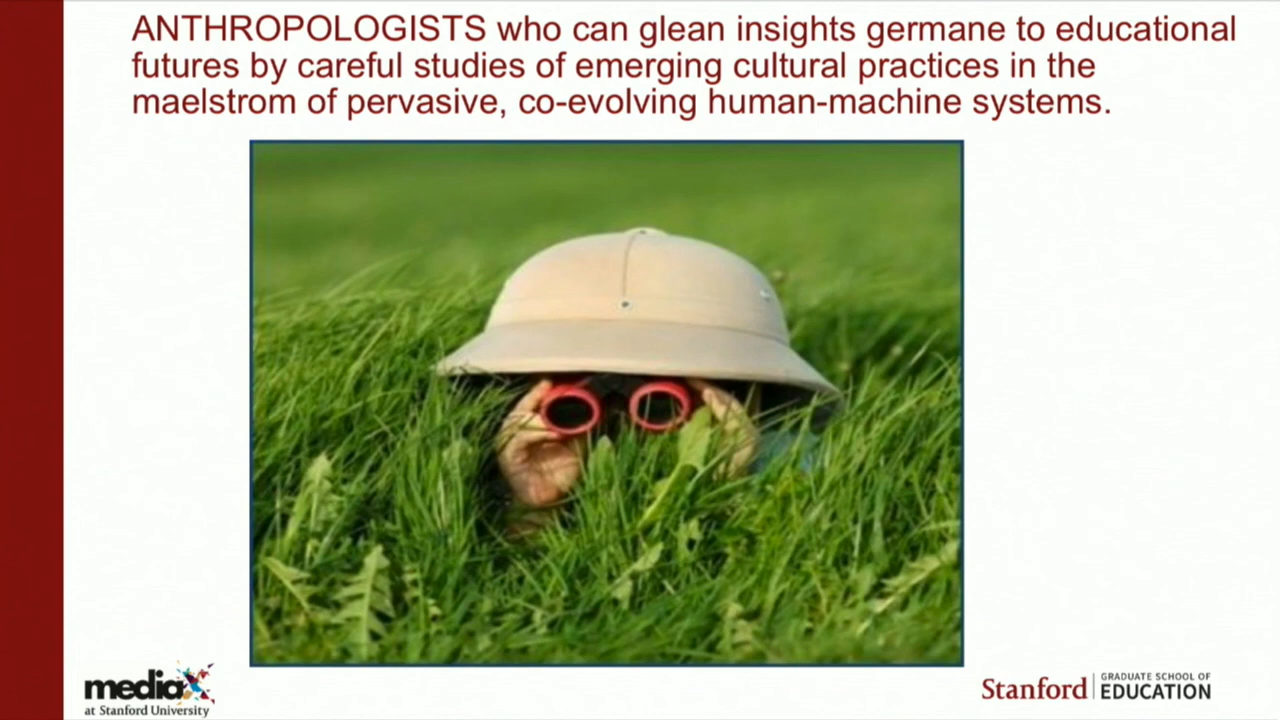 ANTHROPOLOGISTS who can glean insights germane to educational
futures by careful studies of emerging cultural practices in the
maelstrom of pervasive, co-evolving human-machine systems.
mediaX
at Stanford University
Stanford
GRADUATE SCHOOL OF
EDUCATION